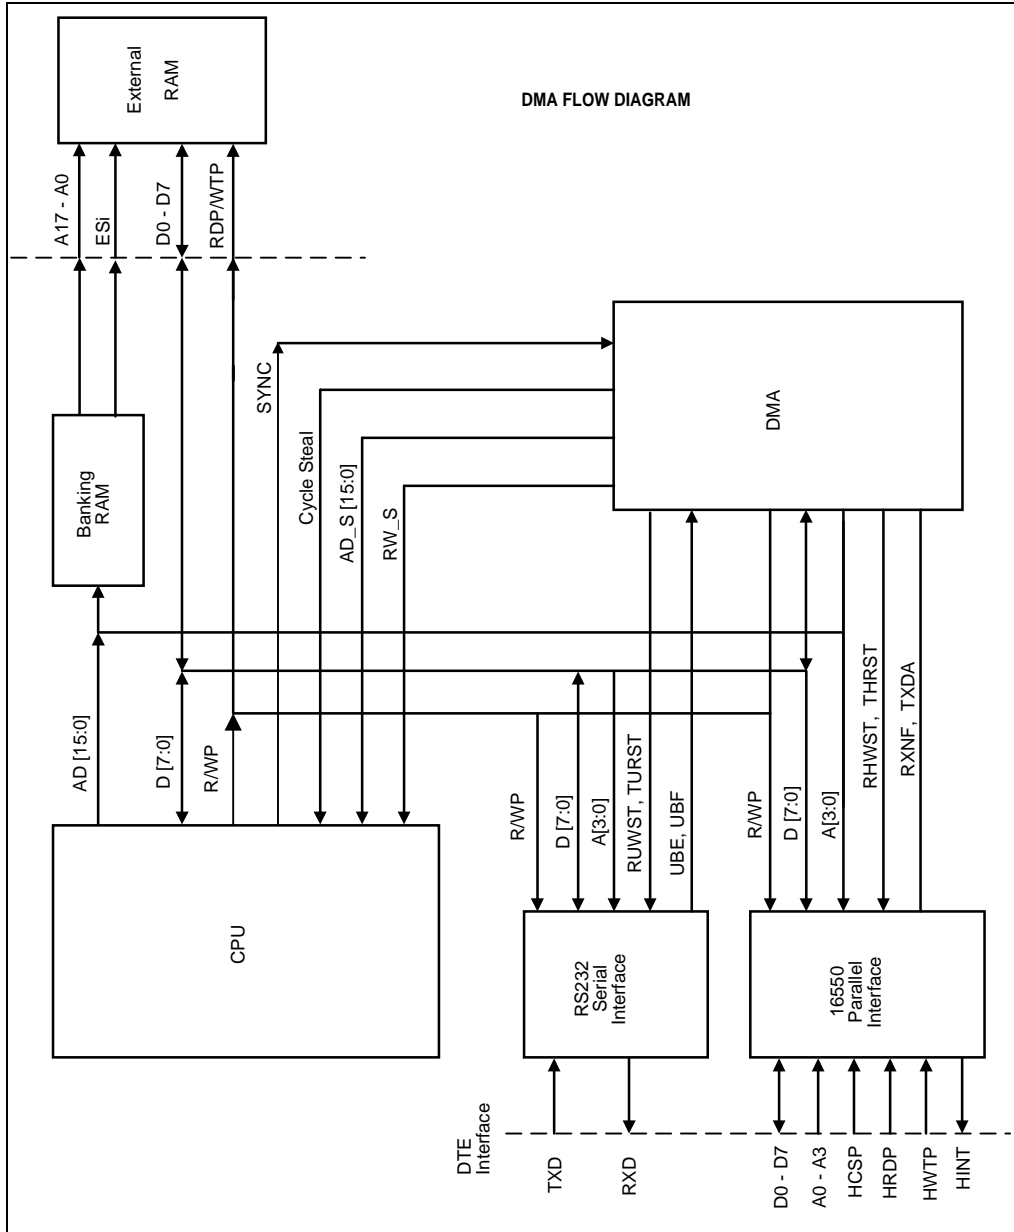 DMA FLOW DIAGRAM
External
RAM
A17 - A0
ESi
D0 - D7
RDP/WTP
Banking
RAM
SYNC
Cycle Steal
AD_S [15:0]
RW_S
DMA
AD [15:0]
D [7:0]
R/WP
CPU
R/WP
D [7:0]
A[3:0]
RUWST, TURST
UBE, UBF
R/WP
D [7:0]
A[3:0]
RHWST, THRST
RXNF, TXDA
RS232
Serial
Interface
16550
Parallel
Interface
DTE
Interface
TXD
RXD
D0 - D7
A0 - A3
HCSP
HRDP
HWTP
HINT